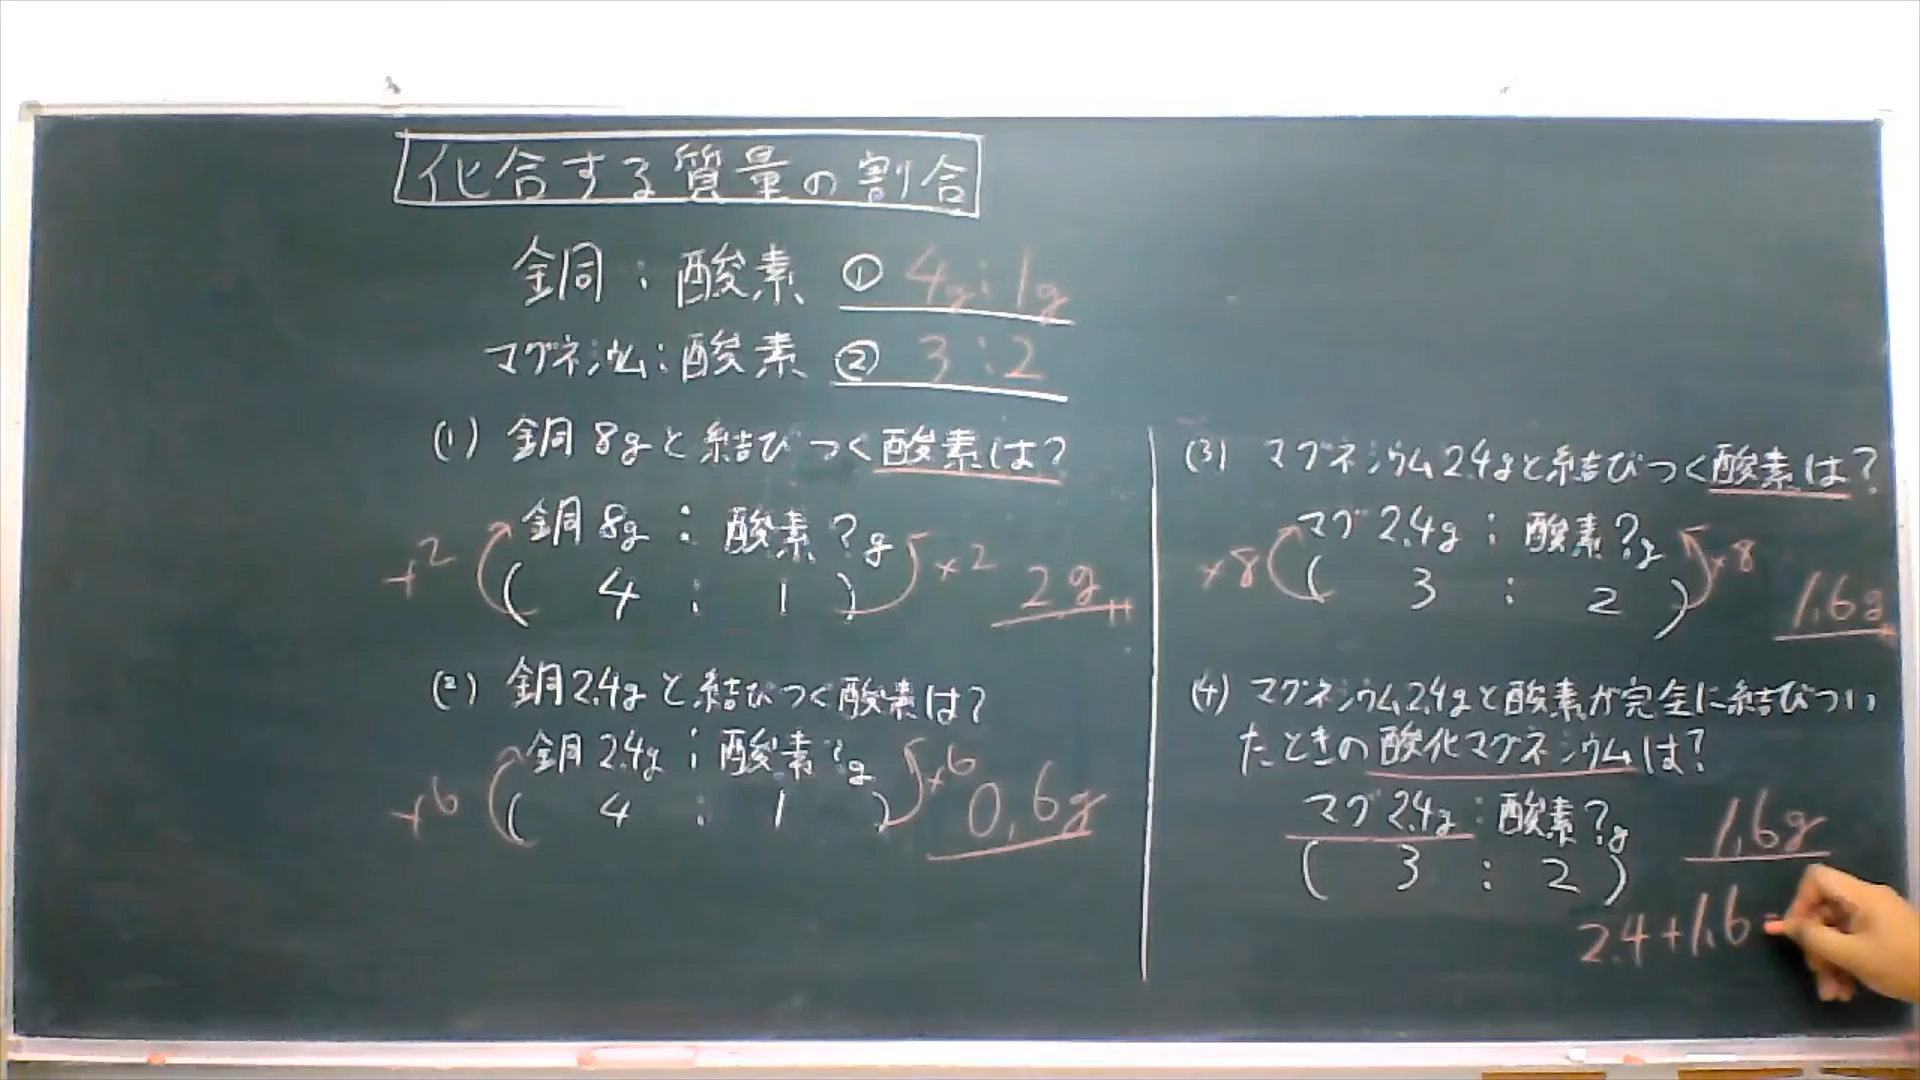 化合する質量の割合
銅：酸素 ① 4g：1g
マグネシウム：酸素 ② 3：2
(1) 銅8gと結びつく酸素は？
銅8g：酸素?g
×2 ( 4 : 1 ) ×2 2g
(2) 銅2.4gと結びつく酸素は？
銅2.4g：酸素?g
×6 ( 4 : 1 ) ×6 0.6g
(3) マグネシウム2.4gと結びつく酸素は？
マグ2.4g：酸素?g
×8 ( 3 : 2 ) ×8 1.6g
(4) マグネシウム2.4gと酸素が完全に結びつい
たときの酸化マグネシウムは？
マグ2.4g：酸素?g 1.6g
( 3 : 2 )
2.4+1.6=